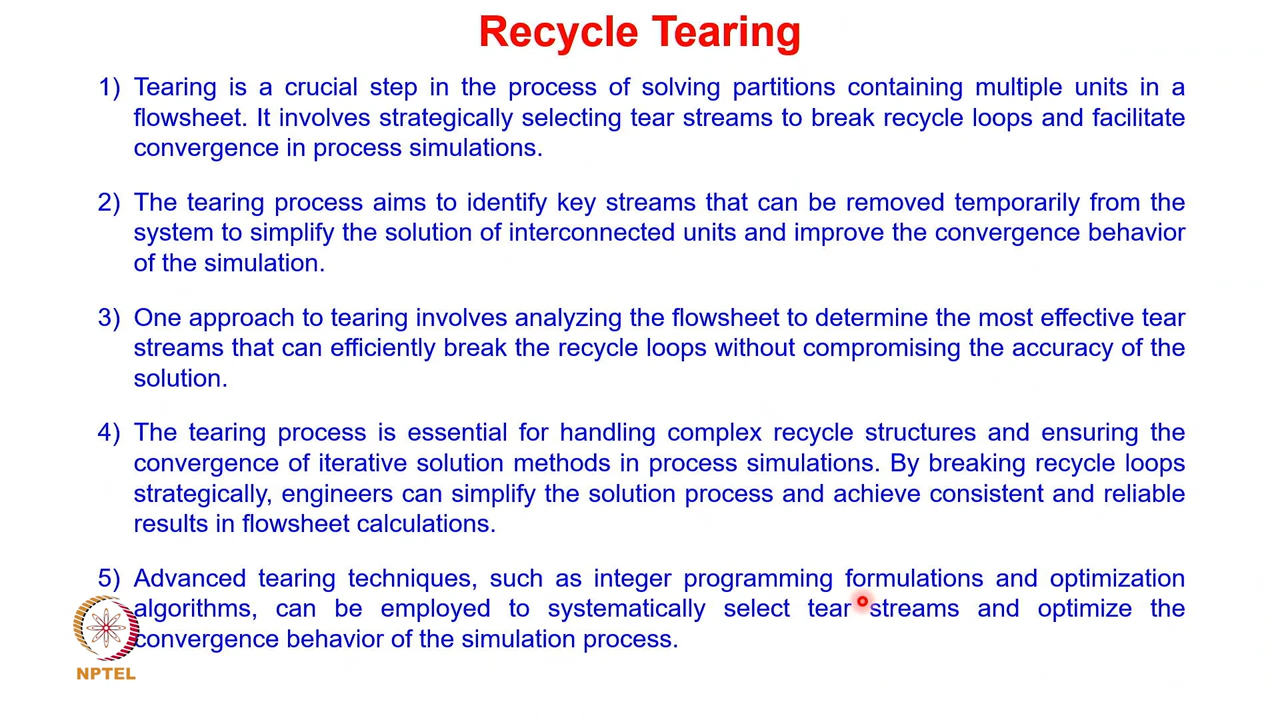 Recycle Tearing
1) Tearing is a crucial step in the process of solving partitions containing multiple units in a
flowsheet. It involves strategically selecting tear streams to break recycle loops and facilitate
convergence in process simulations.
2) The tearing process aims to identify key streams that can be removed temporarily from the
system to simplify the solution of interconnected units and improve the convergence behavior
of the simulation.
3) One approach to tearing involves analyzing the flowsheet to determine the most effective tear
streams that can efficiently break the recycle loops without compromising the accuracy of the
solution.
4) The tearing process is essential for handling complex recycle structures and ensuring the
convergence of iterative solution methods in process simulations. By breaking recycle loops
strategically, engineers can simplify the solution process and achieve consistent and reliable
results in flowsheet calculations.
5) Advanced tearing techniques, such as integer programming formulations and optimization
algorithms, can be employed to systematically select tear streams and optimize the
convergence behavior of the simulation process.
NPTEL